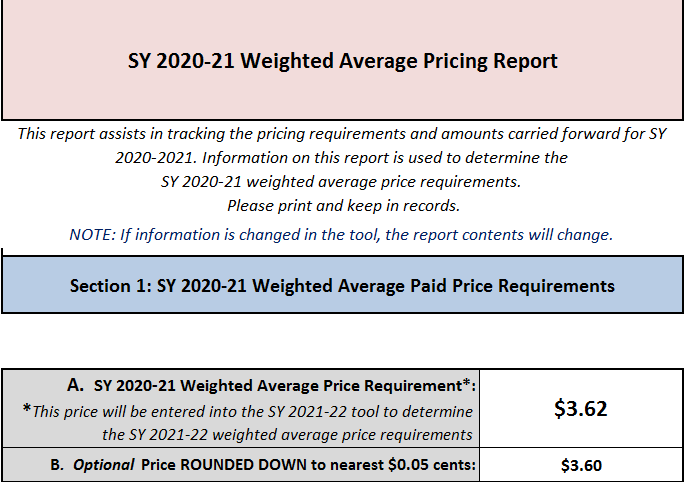 SY 2020-21 Weighted Average Pricing Report
This report assists in tracking the pricing requirements and amounts carried forward for SY
2020-2021. Information on this report is used to determine the
SY 2020-21 weighted average price requirements.
Please print and keep in records.
NOTE: If information is changed in the tool, the report contents will change.
Section 1: SY 2020-21 Weighted Average Paid Price Requirements
A. SY 2020-21 Weighted Average Price Requirement*:
*This price will be entered into the SY 2021-22 tool to determine
the SY 2021-22 weighted average price requirements
$3.62
B. Optional Price ROUNDED DOWN to nearest $0.05 cents:
$3.60